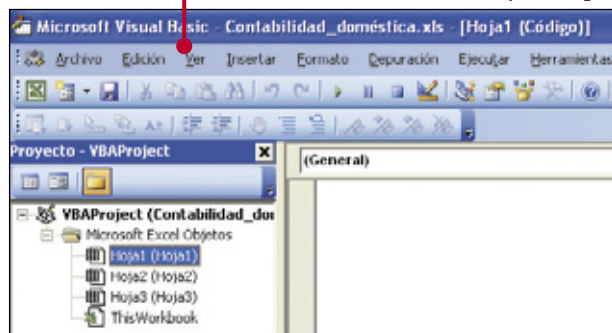 Microsoft Visual Basic - Contabilidad_doméstica.xls - [Hoja1 (Código)]
Archivo Edición Ver Insertar Formato Depuración Ejecutar Herramientas
Proyecto - VBAProject
(General)
VBAProject (Contabilidad_do
Microsoft Excel Objetos
Hoja1 (Hoja1)
Hoja2 (Hoja2)
Hoja3 (Hoja3)
ThisWorkbook